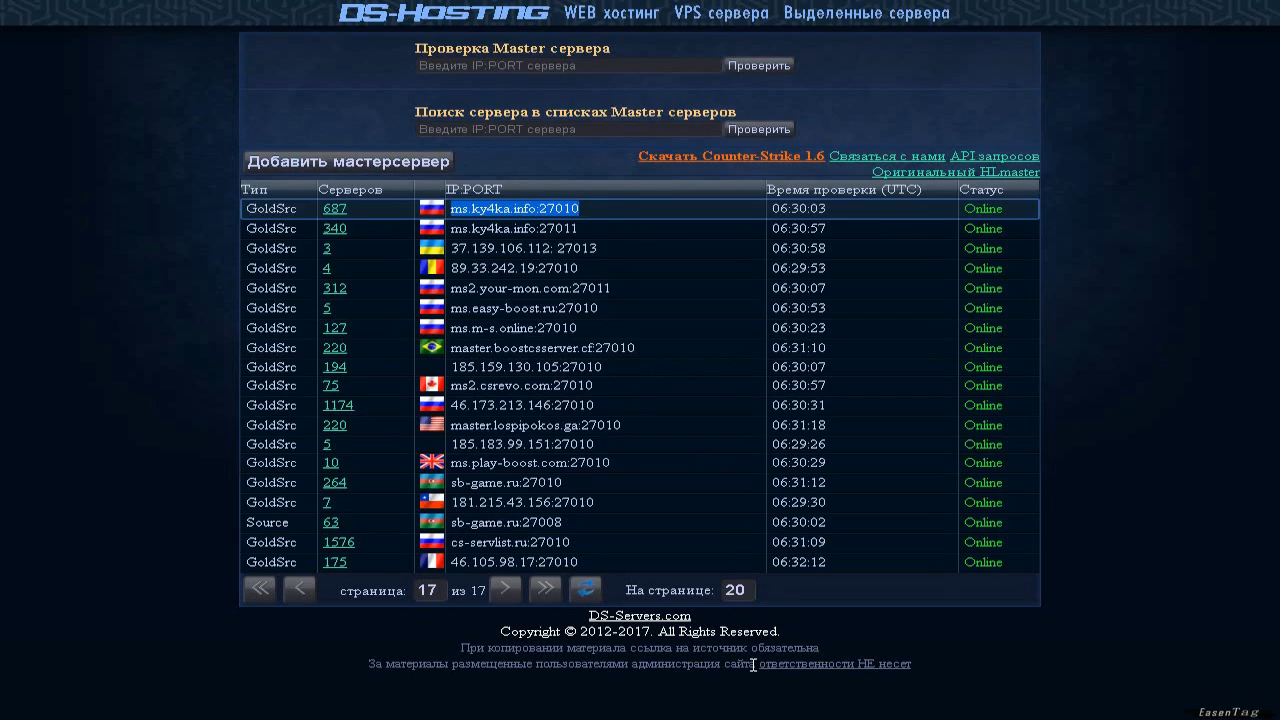 DS-Hosting WEB хостинг VPS сервера Выделенные сервера
Проверка Master сервера
Введите IP:PORT сервера Проверить
Поиск сервера в списках Master серверов
Введите IP:PORT сервера Проверить
Добавить мастерсервер Скачать Counter-Strike 1.6 Связаться с нами API запросов
Оригинальный HLmaster
Тип Серверов IP:PORT Время проверки (UTC) Статус
GoldSrc 687 ms.ky4ka.info:27010 06:30:03 Online
GoldSrc 340 ms.ky4ka.info:27011 06:30:57 Online
GoldSrc 3 37.139.106.112: 27013 06:30:58 Online
GoldSrc 4 89.33.242.19:27010 06:29:53 Online
GoldSrc 312 ms2.your-mon.com:27011 06:30:07 Online
GoldSrc 5 ms.easy-boost.ru:27010 06:30:53 Online
GoldSrc 127 ms.m-s.online:27010 06:30:23 Online
GoldSrc 220 master.boostcsserver.cf:27010 06:31:10 Online
GoldSrc 194 185.159.130.105:27010 06:30:07 Online
GoldSrc 75 ms2.csrevo.com:27010 06:30:57 Online
GoldSrc 1174 46.173.213.146:27010 06:30:31 Online
GoldSrc 220 master.lospipokos.ga:27010 06:31:18 Online
GoldSrc 5 185.183.99.151:27010 06:29:26 Online
GoldSrc 10 ms.play-boost.com:27010 06:30:29 Online
GoldSrc 264 sb-game.ru:27010 06:31:12 Online
GoldSrc 7 181.215.43.156:27010 06:29:30 Online
Source 63 sb-game.ru:27008 06:30:02 Online
GoldSrc 1576 cs-servlist.ru:27010 06:31:09 Online
GoldSrc 175 46.105.98.17:27010 06:32:12 Online
страница: 17 из 17 На странице: 20
DS-Servers.com
Copyright © 2012-2017. All Rights Reserved.
При копировании материала ссылка на источник обязательна
За материалы размещенные пользователями администрация сайта ответственности НЕ несет
EasenTag